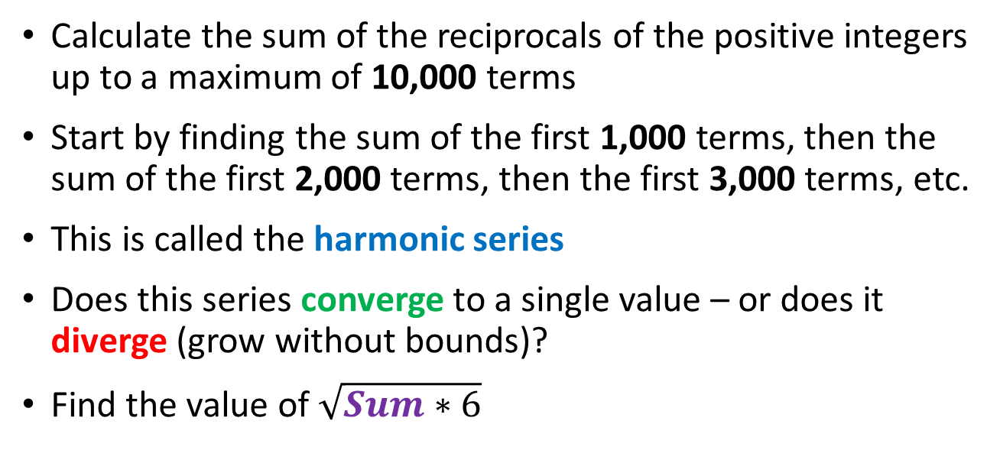 • Calculate the sum of the reciprocals of the positive integers
up to a maximum of 10,000 terms
• Start by finding the sum of the first 1,000 terms, then the
sum of the first 2,000 terms, then the first 3,000 terms, etc.
• This is called the harmonic series
• Does this series converge to a single value – or does it
diverge (grow without bounds)?
• Find the value of √(Sum * 6)